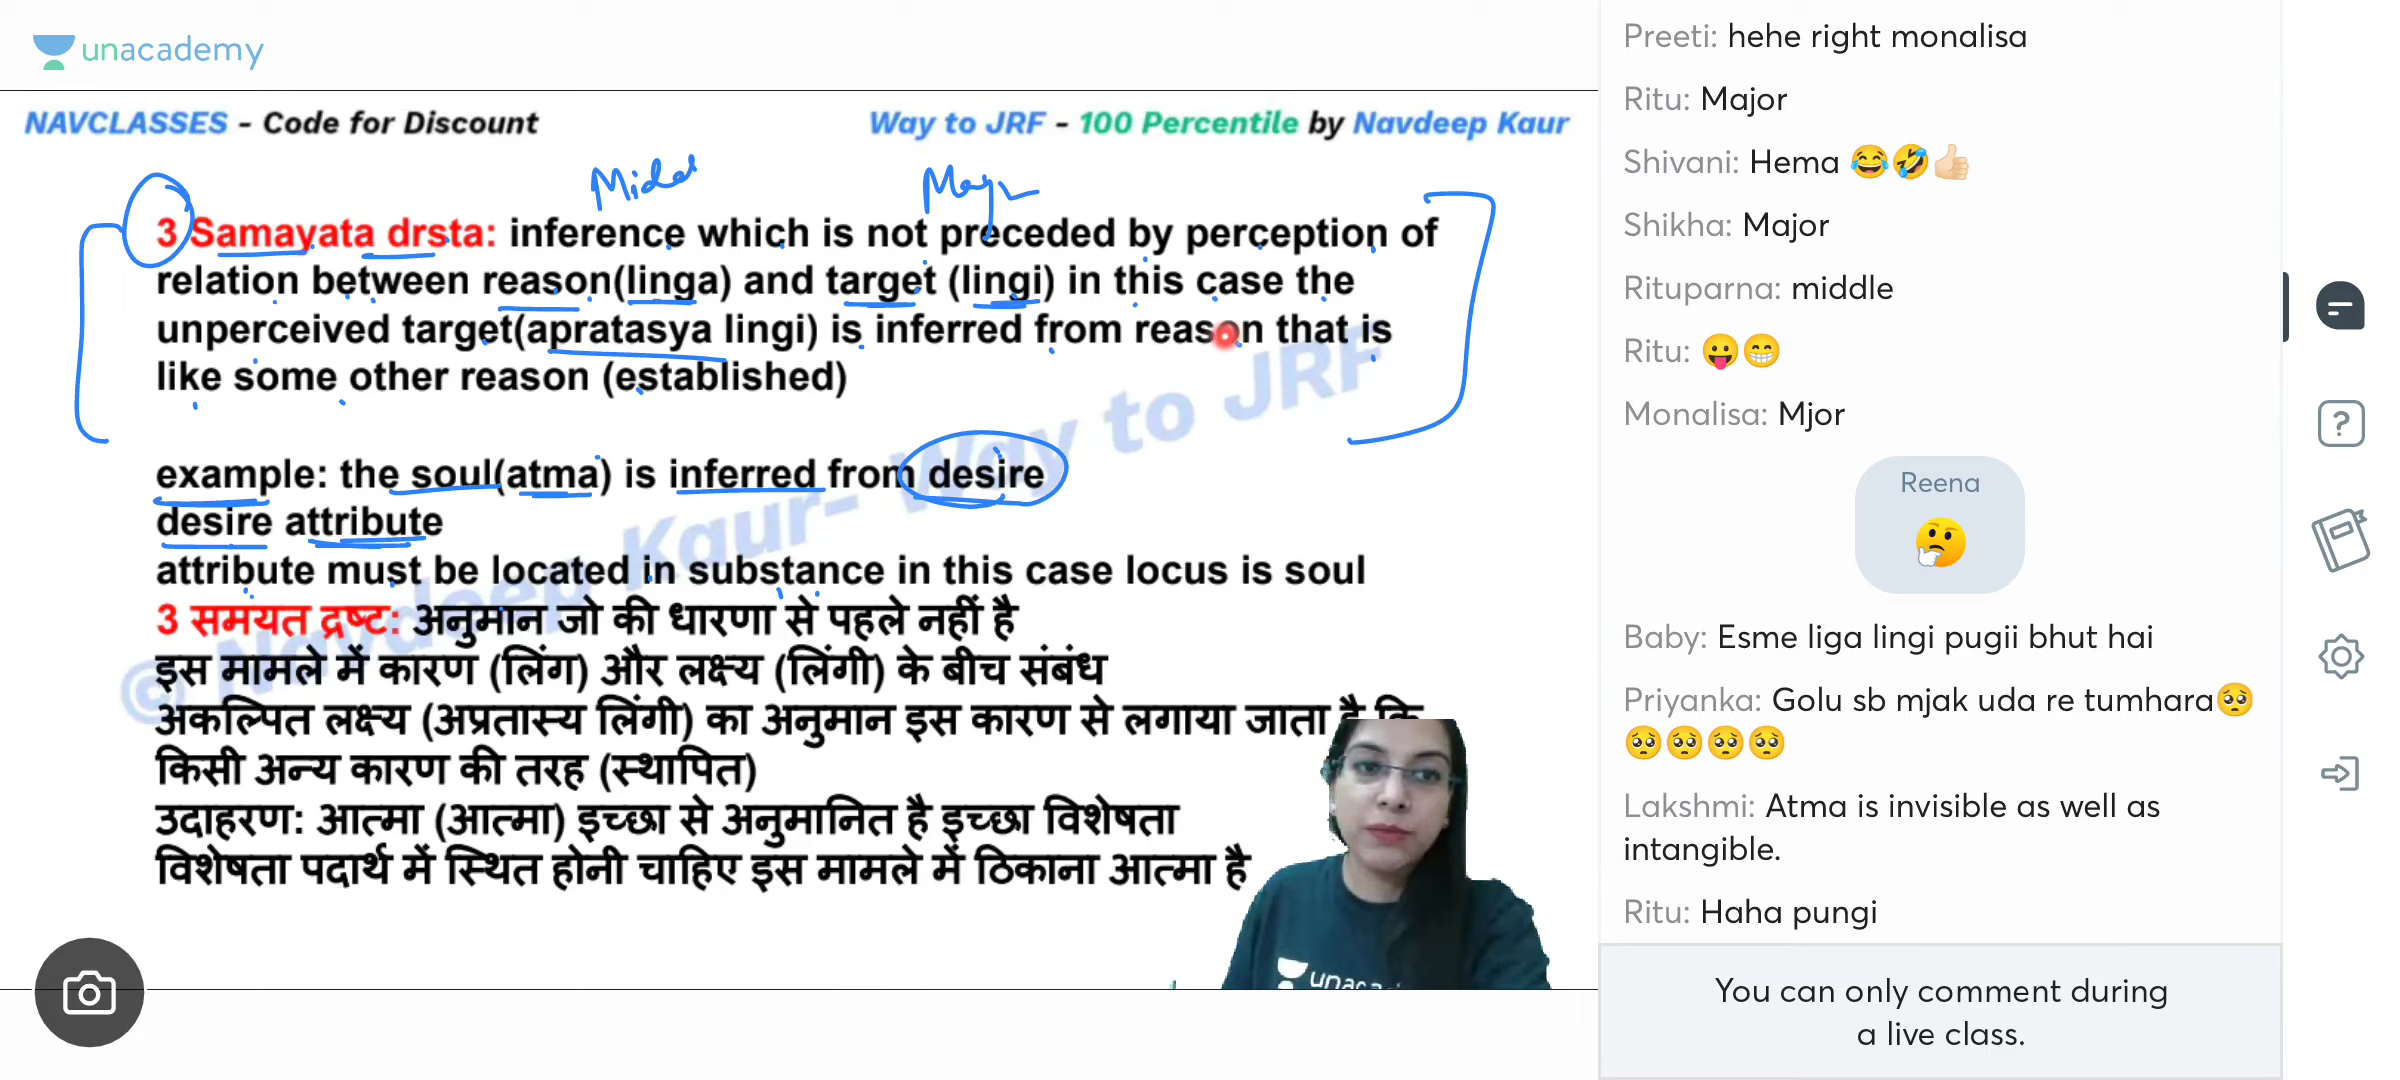 unacademy
NAVCLASSES - Code for Discount
Way to JRF - 100 Percentile by Navdeep Kaur
3 Samayata drsta: inference which is not preceded by perception of
relation between reason(linga) and target (lingi) in this case the
unperceived target(apratasya lingi) is inferred from reason that is
like some other reason (established)
example: the soul(atma) is inferred from desire
desire attribute
attribute must be located in substance in this case locus is soul
3 समयत द्रष्ट: अनुमान जो की धारणा से पहले नहीं है
इस मामले में कारण (लिंग) और लक्ष्य (लिंगी) के बीच संबंध
अकल्पित लक्ष्य (अप्रतास्य लिंगी) का अनुमान इस कारण से लगाया जाता है कि
किसी अन्य कारण की तरह (स्थापित)
उदाहरण: आत्मा (आत्मा) इच्छा से अनुमानित है इच्छा विशेषता
विशेषता पदार्थ में स्थित होनी चाहिए इस मामले में ठिकाना आत्मा है
© Navdeep Kaur- Way to JRF
Preeti: hehe right monalisa
Ritu: Major
Shivani: Hema 😂🤣👍🏻
Shikha: Major
Rituparna: middle
Ritu: 😛😁
Monalisa: Mjor
Reena
🤔
Baby: Esme liga lingi pugii bhut hai
Priyanka: Golu sb mjak uda re tumhara🥺
🥺🥺🥺🥺
Lakshmi: Atma is invisible as well as
intangible.
Ritu: Haha pungi
You can only comment during
a live class.